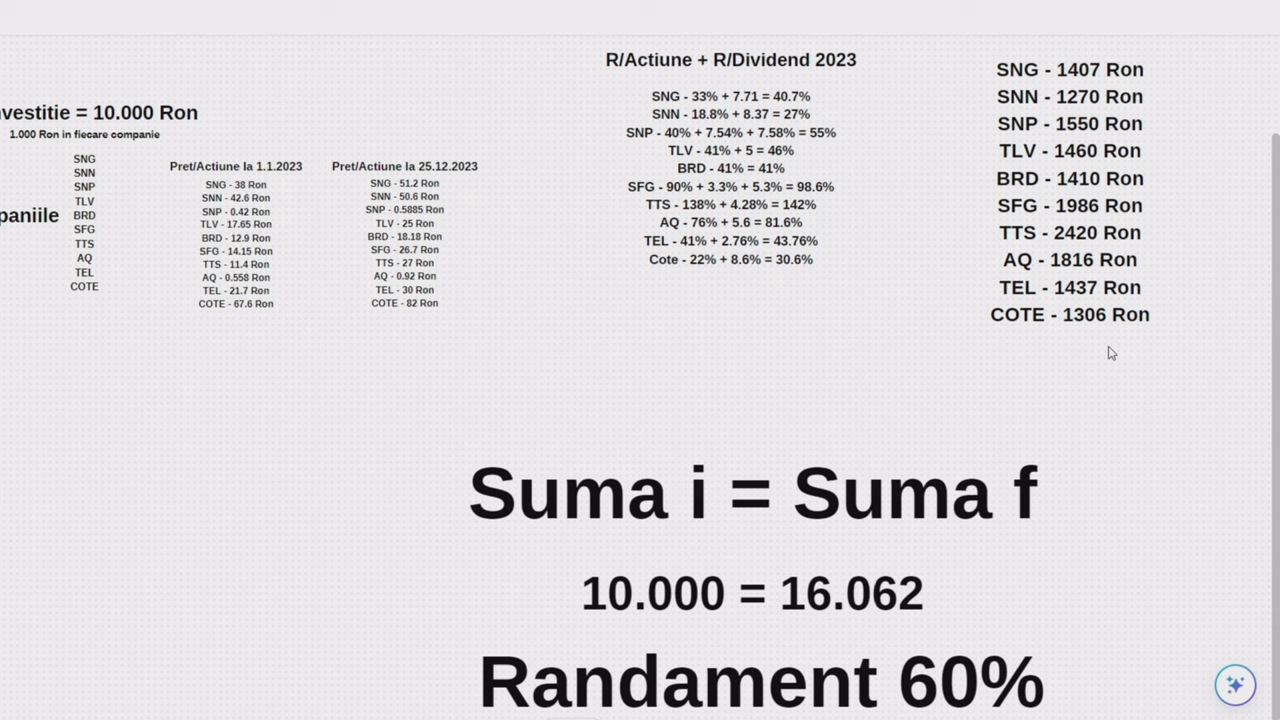 nvestitie = 10.000 Ron
1.000 Ron in fiecare companie
paniile
SNG
SNN
SNP
TLV
BRD
SFG
TTS
AQ
TEL
COTE
Pret/Actiune la 1.1.2023
SNG - 38 Ron
SNN - 42.6 Ron
SNP - 0.42 Ron
TLV - 17.65 Ron
BRD - 12.9 Ron
SFG - 14.15 Ron
TTS - 11.4 Ron
AQ - 0.558 Ron
TEL - 21.7 Ron
COTE - 67.6 Ron
Pret/Actiune la 25.12.2023
SNG - 51.2 Ron
SNN - 50.6 Ron
SNP - 0.5885 Ron
TLV - 25 Ron
BRD - 18.18 Ron
SFG - 26.7 Ron
TTS - 27 Ron
AQ - 0.92 Ron
TEL - 30 Ron
COTE - 82 Ron
R/Actiune + R/Dividend 2023
SNG - 33% + 7.71 = 40.7%
SNN - 18.8% + 8.37 = 27%
SNP - 40% + 7.54% + 7.58% = 55%
TLV - 41% + 5 = 46%
BRD - 41% = 41%
SFG - 90% + 3.3% + 5.3% = 98.6%
TTS - 138% + 4.28% = 142%
AQ - 76% + 5.6 = 81.6%
TEL - 41% + 2.76% = 43.76%
Cote - 22% + 8.6% = 30.6%
SNG - 1407 Ron
SNN - 1270 Ron
SNP - 1550 Ron
TLV - 1460 Ron
BRD - 1410 Ron
SFG - 1986 Ron
TTS - 2420 Ron
AQ - 1816 Ron
TEL - 1437 Ron
COTE - 1306 Ron
Suma i = Suma f
10.000 = 16.062
Randament 60%